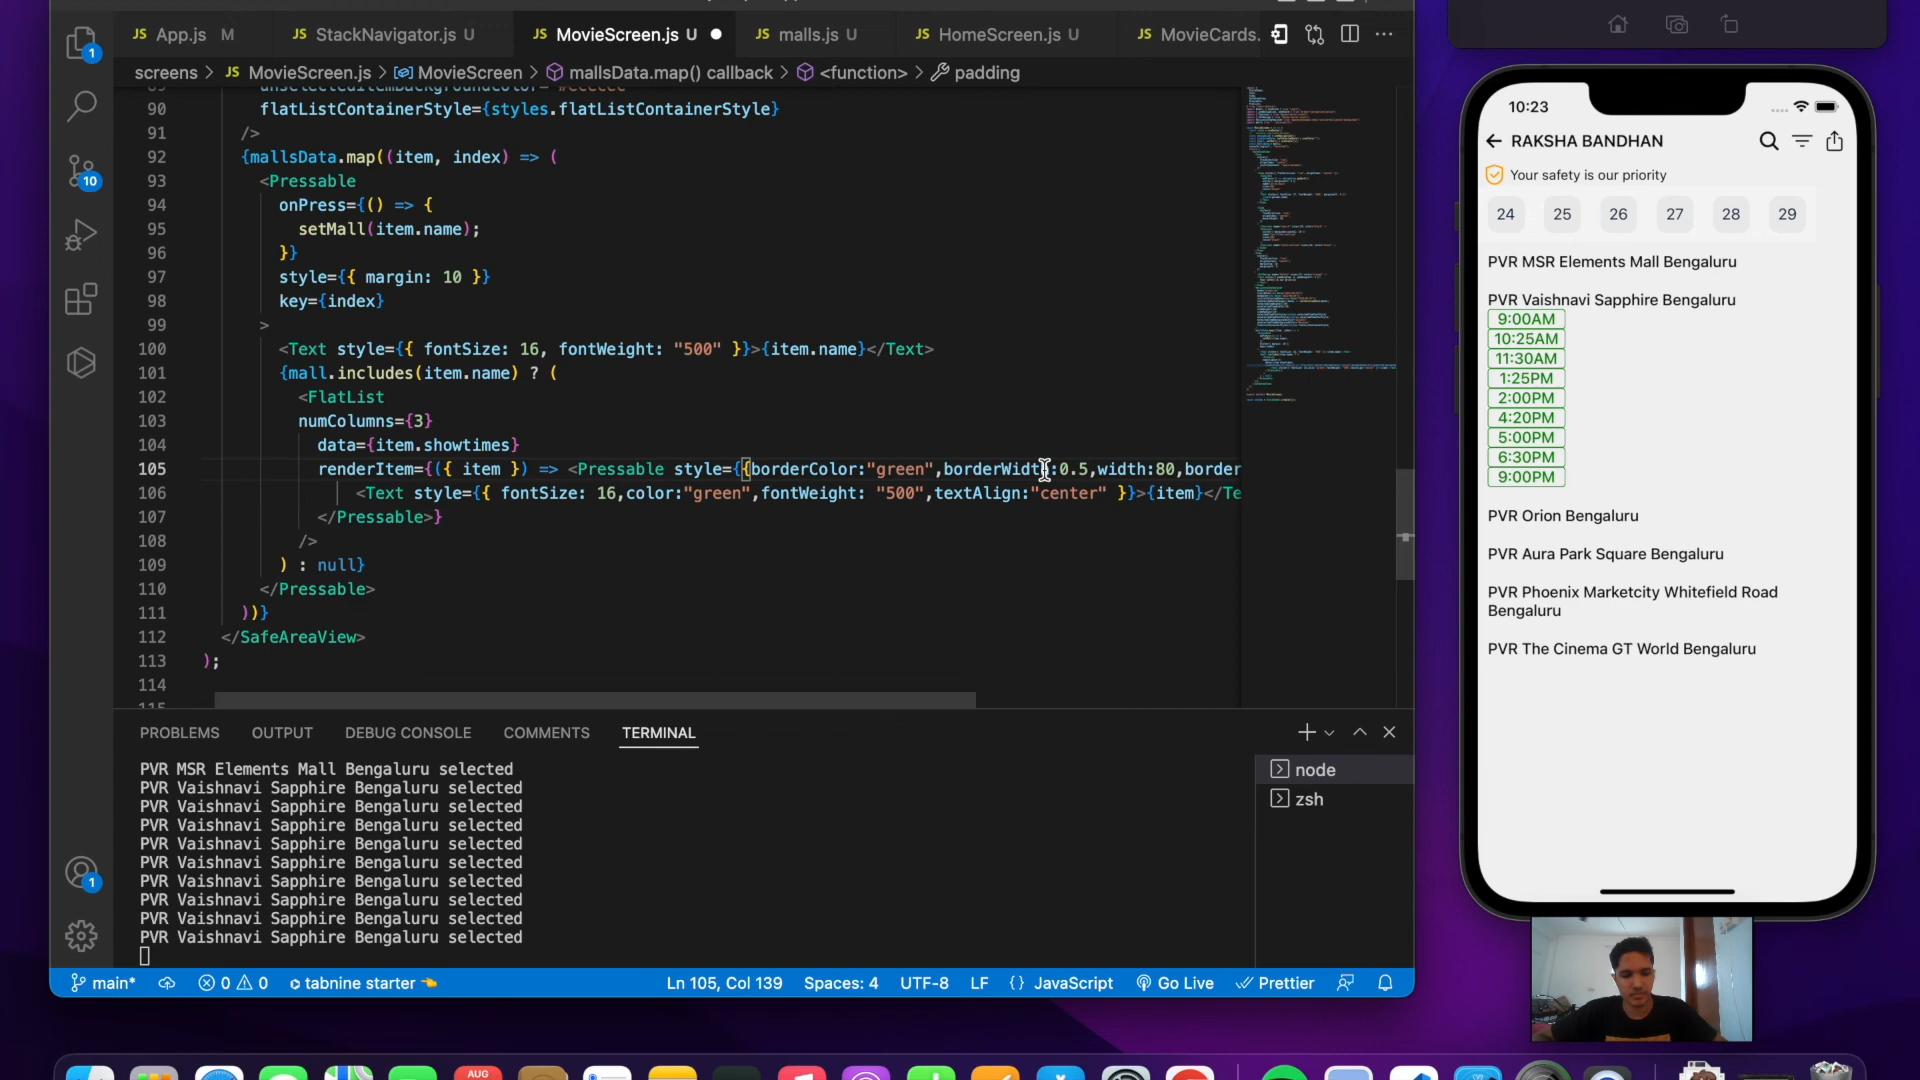 JS App.js M
JS StackNavigator.js U
JS MovieScreen.js U
JS malls.js U
JS HomeScreen.js U
JS MovieCards.
screens > JS MovieScreen.js > MovieScreen > mallsData.map() callback > <function> > padding
90 flatListContainerStyle={styles.flatListContainerStyle}
91 />
92 {mallsData.map((item, index) => (
93 <Pressable
94 onPress={() => {
95 setMall(item.name);
96 }}
97 style={{ margin: 10 }}
98 key={index}
99 >
100 <Text style={{ fontSize: 16, fontWeight: "500" }}>{item.name}</Text>
101 {mall.includes(item.name) ? (
102 <FlatList
103 numColumns={3}
104 data={item.showtimes}
105 renderItem={({ item }) => <Pressable style={{borderColor:"green",borderWidth:0.5,width:80,border
106 <Text style={{ fontSize: 16,color:"green",fontWeight: "500",textAlign:"center" }}>{item}</Te
107 </Pressable>}
108 />
109 ) : null}
110 </Pressable>
111 ))}
112 </SafeAreaView>
113 );
114
115
PROBLEMS OUTPUT DEBUG CONSOLE COMMENTS TERMINAL
PVR MSR Elements Mall Bengaluru selected
PVR Vaishnavi Sapphire Bengaluru selected
PVR Vaishnavi Sapphire Bengaluru selected
PVR Vaishnavi Sapphire Bengaluru selected
PVR Vaishnavi Sapphire Bengaluru selected
PVR Vaishnavi Sapphire Bengaluru selected
PVR Vaishnavi Sapphire Bengaluru selected
PVR Vaishnavi Sapphire Bengaluru selected
PVR Vaishnavi Sapphire Bengaluru selected
PVR Vaishnavi Sapphire Bengaluru selected
node
zsh
1
10
1
main* 0 0 tabnine starter Ln 105, Col 139 Spaces: 4 UTF-8 LF {} JavaScript Go Live Prettier
10:23
RAKSHA BANDHAN
Your safety is our priority
24 25 26 27 28 29
PVR MSR Elements Mall Bengaluru
PVR Vaishnavi Sapphire Bengaluru
9:00AM
10:25AM
11:30AM
1:25PM
2:00PM
4:20PM
5:00PM
6:30PM
9:00PM
PVR Orion Bengaluru
PVR Aura Park Square Bengaluru
PVR Phoenix Marketcity Whitefield Road
Bengaluru
PVR The Cinema GT World Bengaluru
AUG